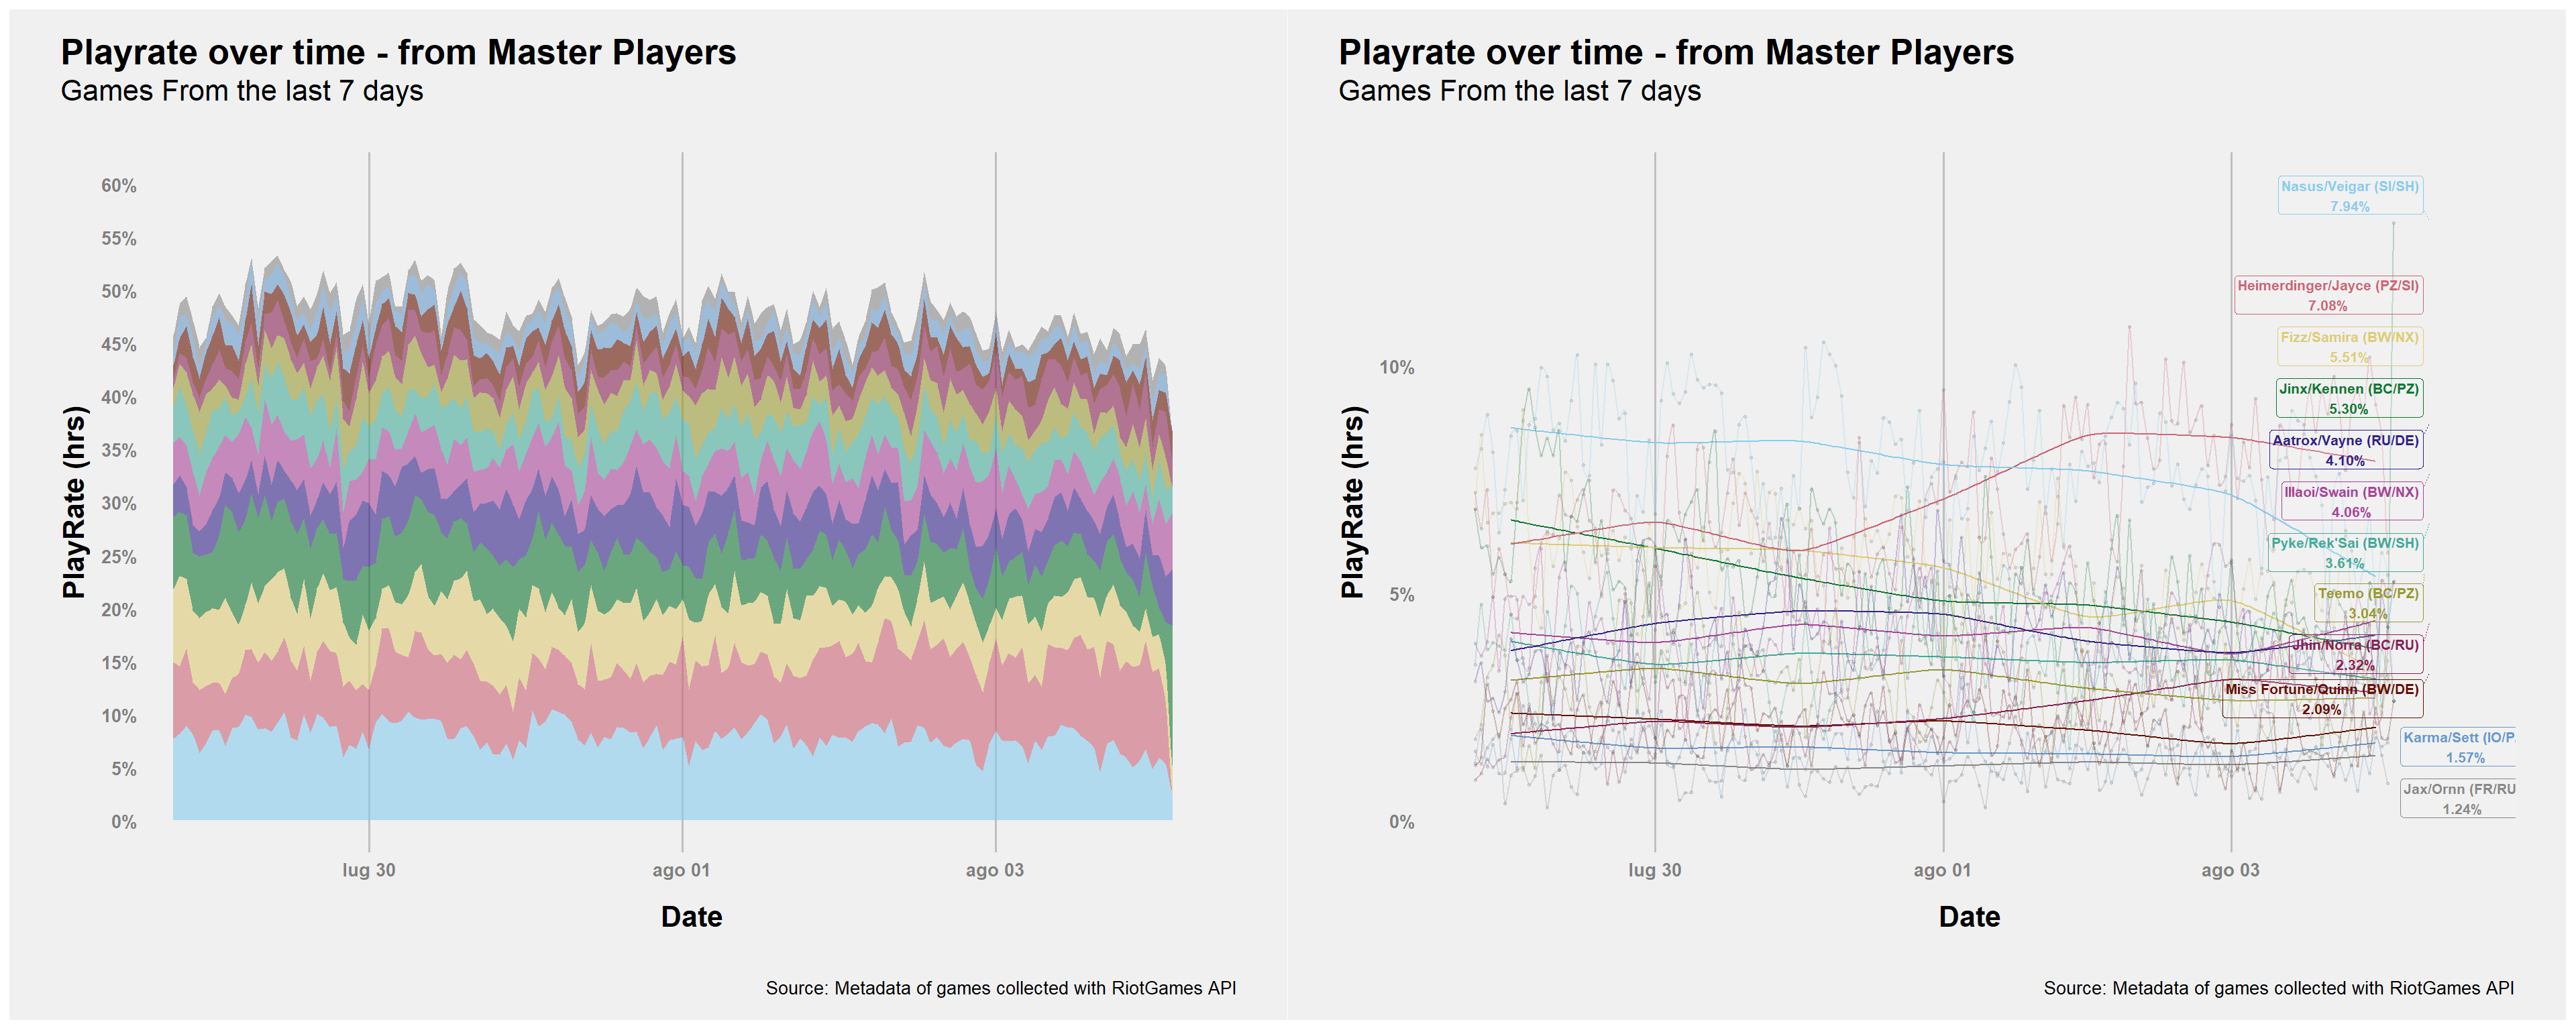 Playrate over time - from Master Players
Games From the last 7 days
60%
55%
50%
45%
40%
35%
30%
25%
20%
15%
10%
5%
0%
PlayRate (hrs)
lug 30
ago 01
ago 03
Date
Source: Metadata of games collected with RiotGames API
Playrate over time - from Master Players
Games From the last 7 days
10%
5%
0%
PlayRate (hrs)
Nasus/Veigar (SI/SH)
7.94%
Heimerdinger/Jayce (PZ/SI)
7.08%
Fizz/Samira (BW/NX)
5.51%
Jinx/Kennen (BC/PZ)
5.30%
Aatrox/Vayne (RU/DE)
4.10%
Illaoi/Swain (BW/NX)
4.06%
Pyke/Rek'Sai (BW/SH)
3.61%
Teemo (BC/PZ)
3.04%
Jhin/Norra (BC/RU)
2.32%
Miss Fortune/Quinn (BW/DE)
2.09%
Karma/Sett (IO/P
1.57%
Jax/Ornn (FR/RU
1.24%
lug 30
ago 01
ago 03
Date
Source: Metadata of games collected with RiotGames API